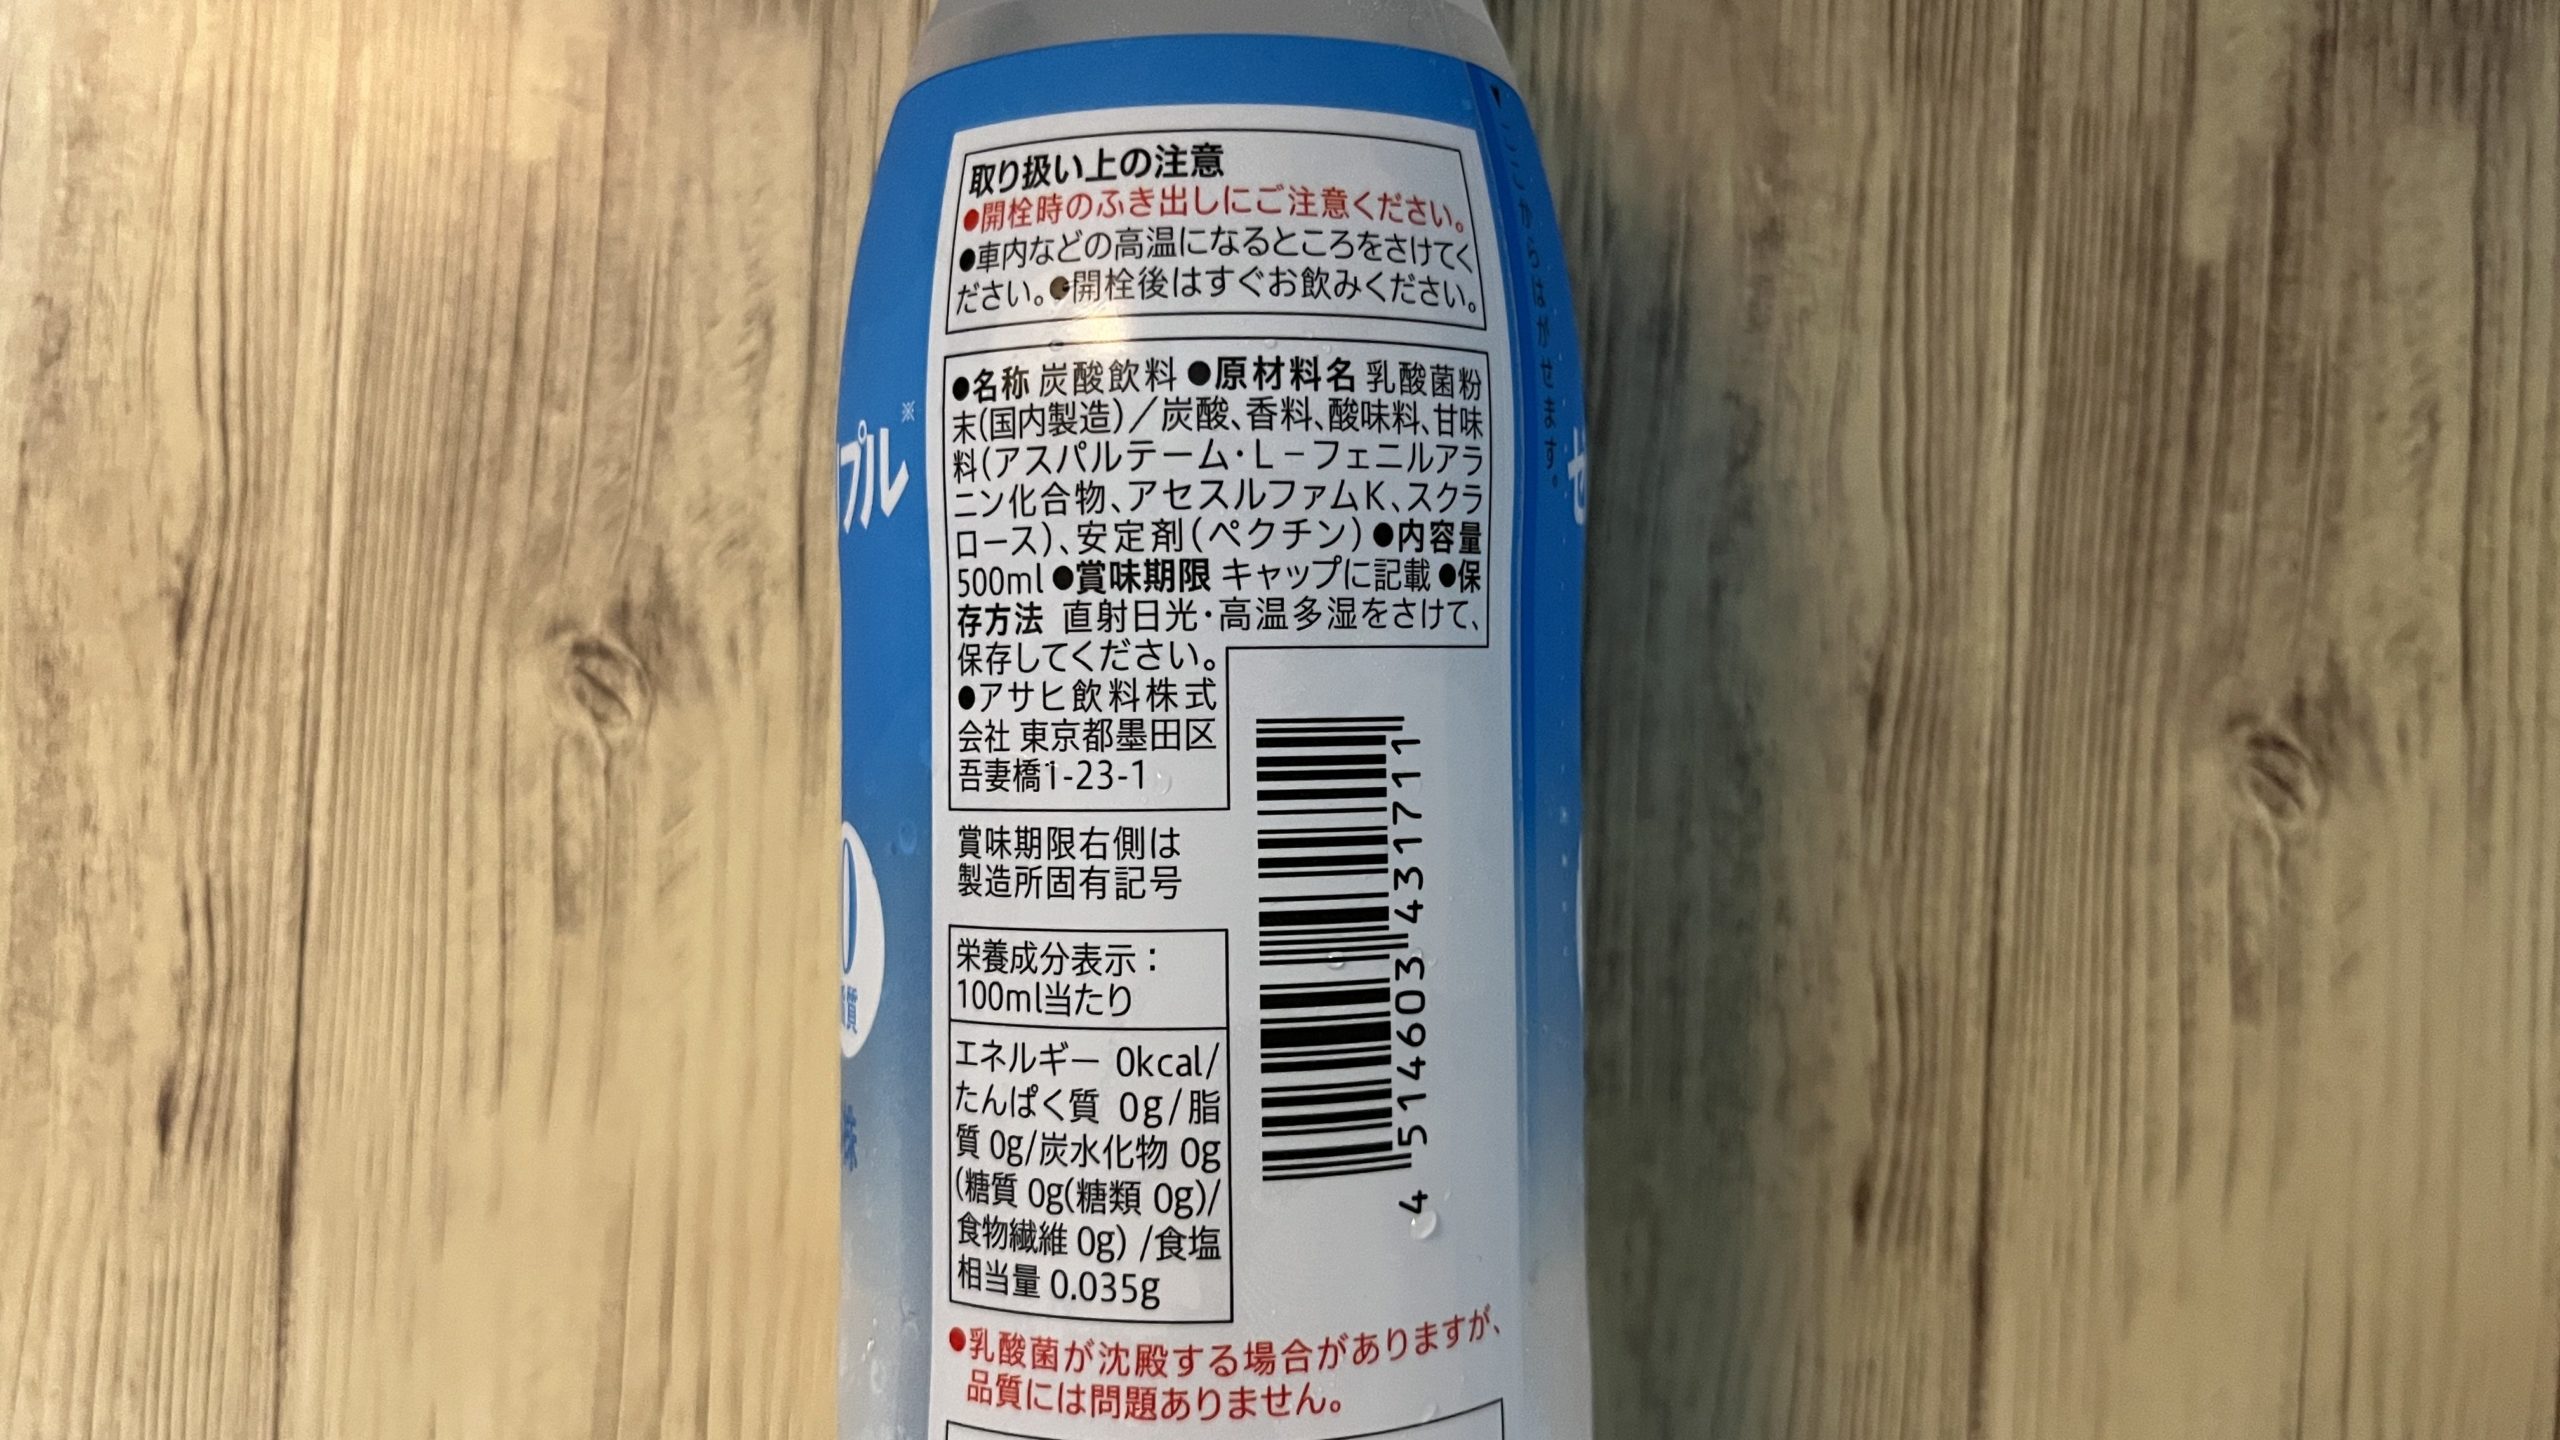 取り扱い上の注意
●開栓時のふき出しにご注意ください。
●車内などの高温になるところをさけてく
ださい。●開栓後はすぐお飲みください。
●名称 炭酸飲料 ●原材料名 乳酸菌粉
末(国内製造)／炭酸、香料、酸味料、甘味
料(アスパルテーム・L－フェニルアラ
ニン化合物、アセスルファムK、スクラ
ロース)、安定剤(ペクチン) ●内容量
500ml ●賞味期限 キャップに記載 ●保
存方法 直射日光・高温多湿をさけて、
保存してください。
●アサヒ飲料株式
会社 東京都墨田区
吾妻橋1-23-1
賞味期限右側は
製造所固有記号
栄養成分表示：
100ml当たり
エネルギー 0kcal/
たんぱく質 0g/脂
質 0g/炭水化物 0g
(糖質 0g(糖類 0g)/
食物繊維 0g) /食塩
相当量 0.035g
4 514603 431711
●乳酸菌が沈殿する場合がありますが、
品質には問題ありません。
▼ここからはがせます。
プル※
0
質
味
ゼ